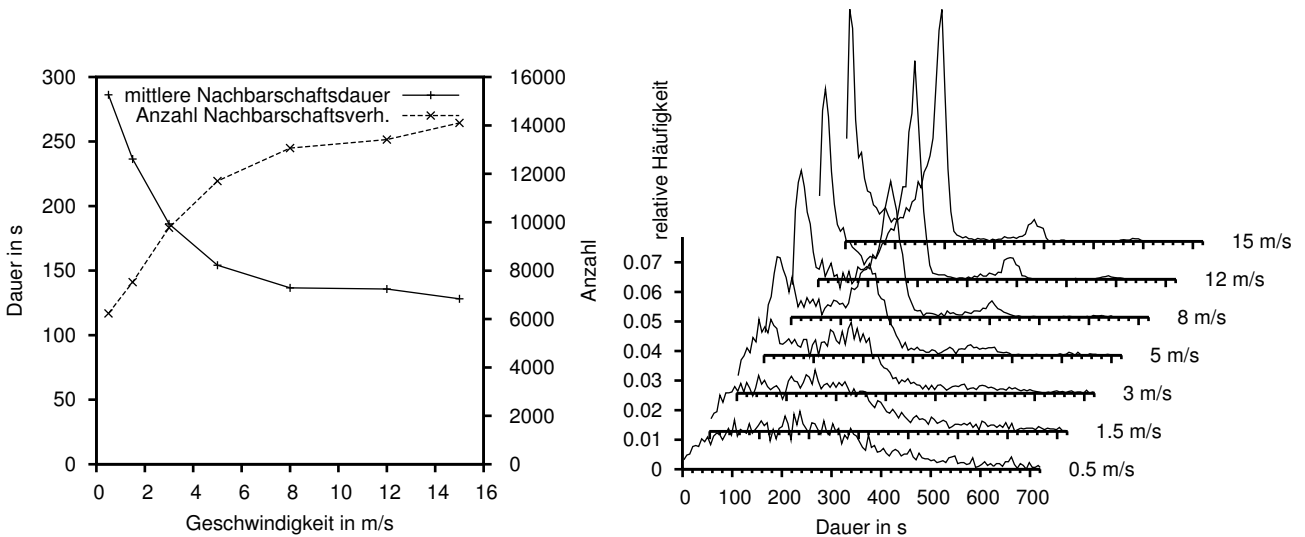 300
250
200
150
100
50
0
Dauer in s
mittlere Nachbarschaftsdauer
Anzahl Nachbarschaftsverh.
16000
14000
12000
10000
8000
6000
4000
2000
0
Anzahl
0 2 4 6 8 10 12 14 16
Geschwindigkeit in m/s
relative Häufigkeit
0.07
0.06
0.05
0.04
0.03
0.02
0.01
0
15 m/s
12 m/s
8 m/s
5 m/s
3 m/s
1.5 m/s
0.5 m/s
0 100 200 300 400 500 600 700
Dauer in s